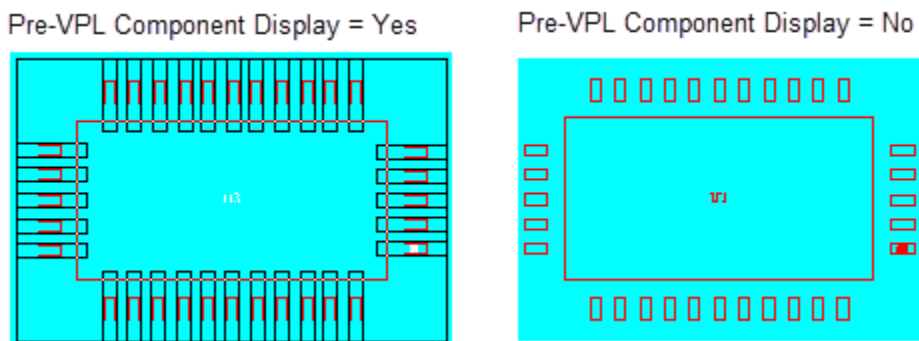 Pre-VPL Component Display = Yes
Pre-VPL Component Display = No